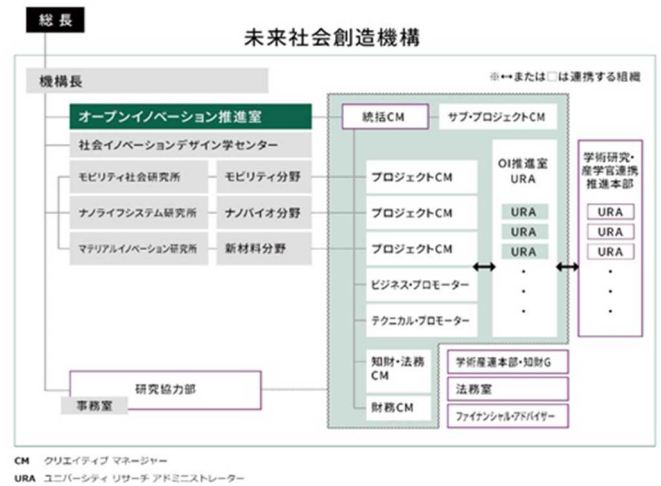 総長
未来社会創造機構
機構長
※↔または□は連携する組織
オープンイノベーション推進室
統括CM
サブ・プロジェクトCM
社会イノベーションデザイン学センター
モビリティ社会研究所
モビリティ分野
プロジェクトCM
OI推進室
URA
学術研究・
産学官連携
推進本部
ナノライフシステム研究所
ナノバイオ分野
プロジェクトCM
URA
URA
マテリアルイノベーション研究所
新材料分野
プロジェクトCM
URA
URA
URA
URA
ビジネス・プロモーター
テクニカル・プロモーター
研究協力部
事務室
知財・法務
CM
学術産連本部・知財G
法務室
財務CM
ファイナンシャル・アドバイザー
CM クリエイティブ マネージャー
URA ユニバーシティ リサーチ アドミニストレーター